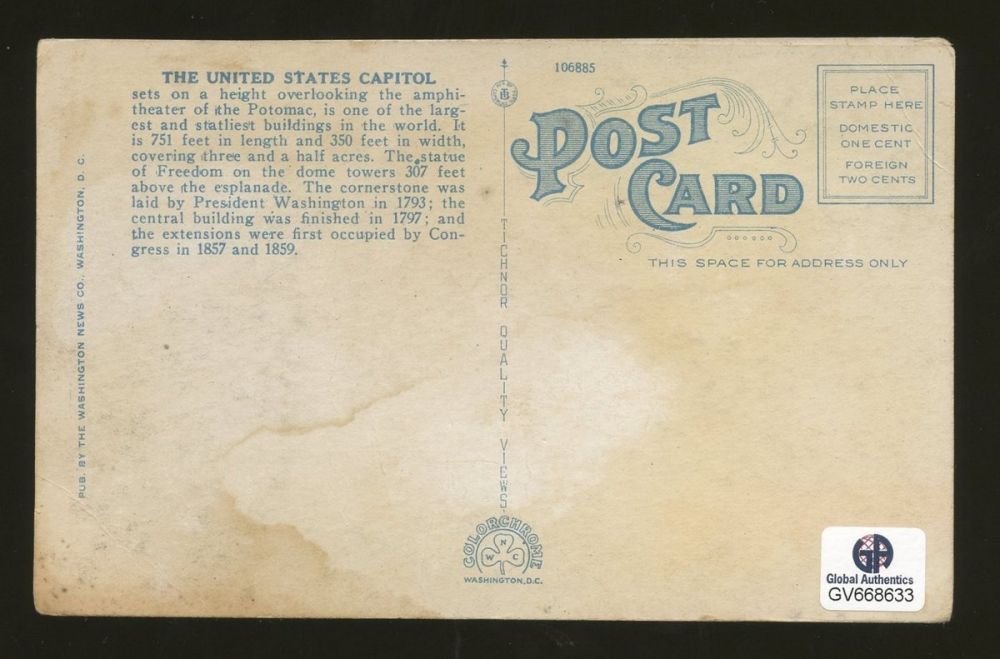 THE UNITED STATES CAPITOL
sets on a height overlooking the amphi-
theater of the Potomac, is one of the larg-
est and statliest buildings in the world. It
is 751 feet in length and 350 feet in width,
covering three and a half acres. The statue
of Freedom on the dome towers 307 feet
above the esplanade. The cornerstone was
laid by President Washington in 1793; the
central building was finished in 1797; and
the extensions were first occupied by Con-
gress in 1857 and 1859.
PUB. BY THE WASHINGTON NEWS CO., WASHINGTON, D. C.
TICHNOR QUALITY VIEWS.
COLORCHROME
W N C
WASHINGTON, D.C.
106885
POST
CARD
THIS SPACE FOR ADDRESS ONLY
PLACE
STAMP HERE
DOMESTIC
ONE CENT
FOREIGN
TWO CENTS
GA
Global Authentics
GV668633